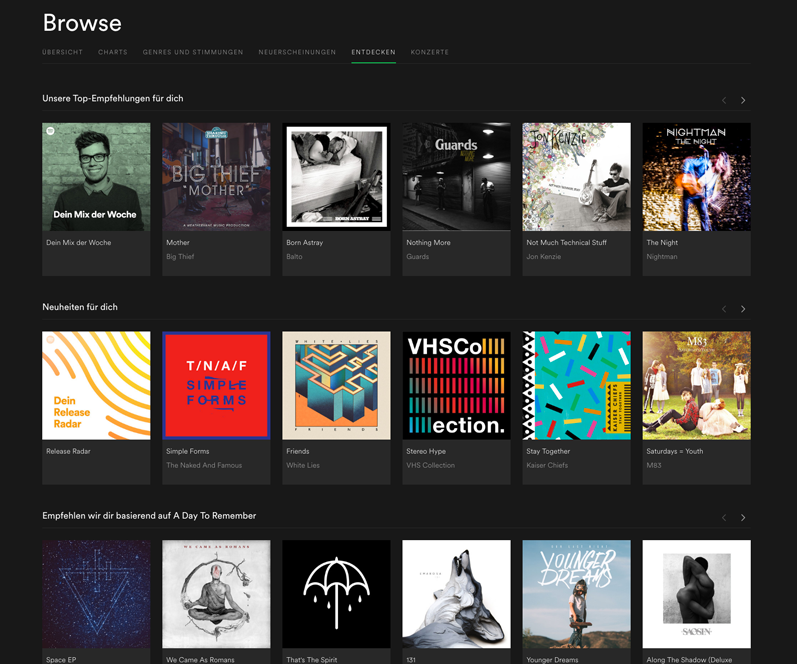 Browse
ÜBERSICHT CHARTS GENRES UND STIMMUNGEN NEUERSCHEINUNGEN ENTDECKEN KONZERTE
Unsere Top-Empfehlungen für dich
Dein Mix der Woche
BIG THIEF
"MOTHER"
BORN ASTRAY
Guards
JON KENZIE
NIGHTMAN
THE NIGHT
Dein Mix der Woche
Mother
Big Thief
Born Astray
Balto
Nothing More
Guards
Not Much Technical Stuff
Jon Kenzie
The Night
Nightman
Neuheiten für dich
Dein
Release
Radar
T/N/A/F
SIMPLE
FORMS
WHITE LIES
FRIENDS
VHSCollection.
KAISER CHIEFS
M83
Release Radar
Simple Forms
The Naked And Famous
Friends
White Lies
Stereo Hype
VHS Collection
Stay Together
Kaiser Chiefs
Saturdays = Youth
M83
Empfehlen wir dir basierend auf A Day To Remember
WE CAME AS ROMANS
YOUNGER
DREAMS
SAOSIN
Space EP
We Came As Romans
That's The Spirit
131
Younger Dreams
Along The Shadow (Deluxe